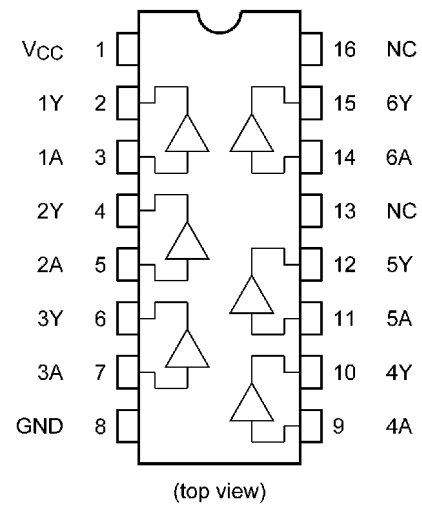 VCC 1 16 NC
1Y 2 15 6Y
1A 3 14 6A
2Y 4 13 NC
2A 5 12 5Y
3Y 6 11 5A
3A 7 10 4Y
GND 8 9 4A
(top view)